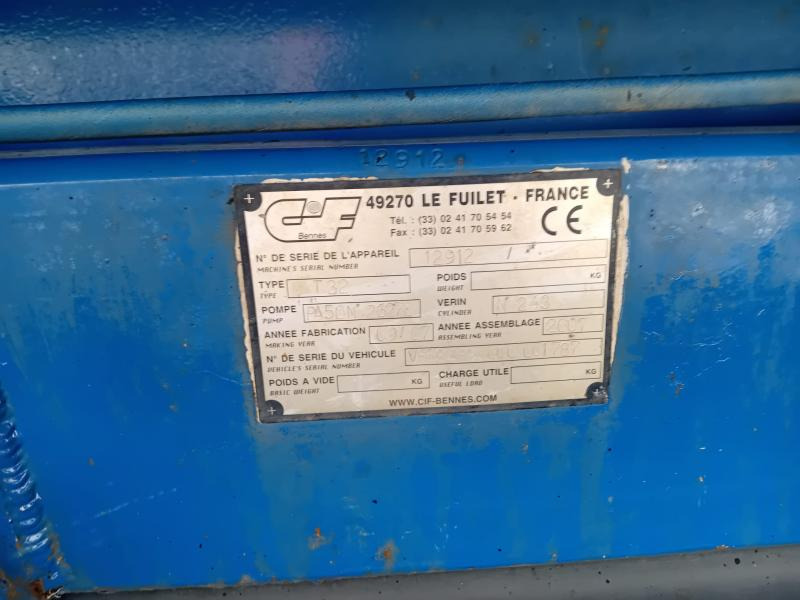 12912
CIF
Bennes
49270 LE FUILET · FRANCE
Tél. : (33) 02 41 70 54 54
Fax : (33) 02 41 70 59 62
CE
N° DE SERIE DE L'APPAREIL 12912 /
MACHINE'S SERIAL NUMBER
TYPE T32 POIDS KG
TYPE WEIGHT
POMPE VERIN
PUMP CYLINDER
ANNEE FABRICATION ANNEE ASSEMBLAGE 2007
MAKING YEAR ASSEMBLING YEAR
N° DE SERIE DU VEHICULE
VEHICLE'S SERIAL NUMBER
POIDS A VIDE KG CHARGE UTILE KG
BASIC WEIGHT USEFUL LOAD
WWW.CIF-BENNES.COM